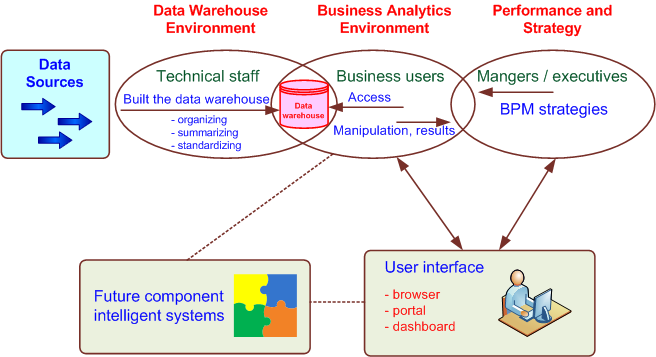 Data Warehouse
Environment
Business Analytics
Environment
Performance and
Strategy
Data
Sources
Technical staff
Built the data warehouse
- organizing
- summarizing
- standardizing
Data
warehouse
Business users
Access
Manipulation, results
Mangers / executives
BPM strategies
Future component
intelligent systems
User interface
- browser
- portal
- dashboard